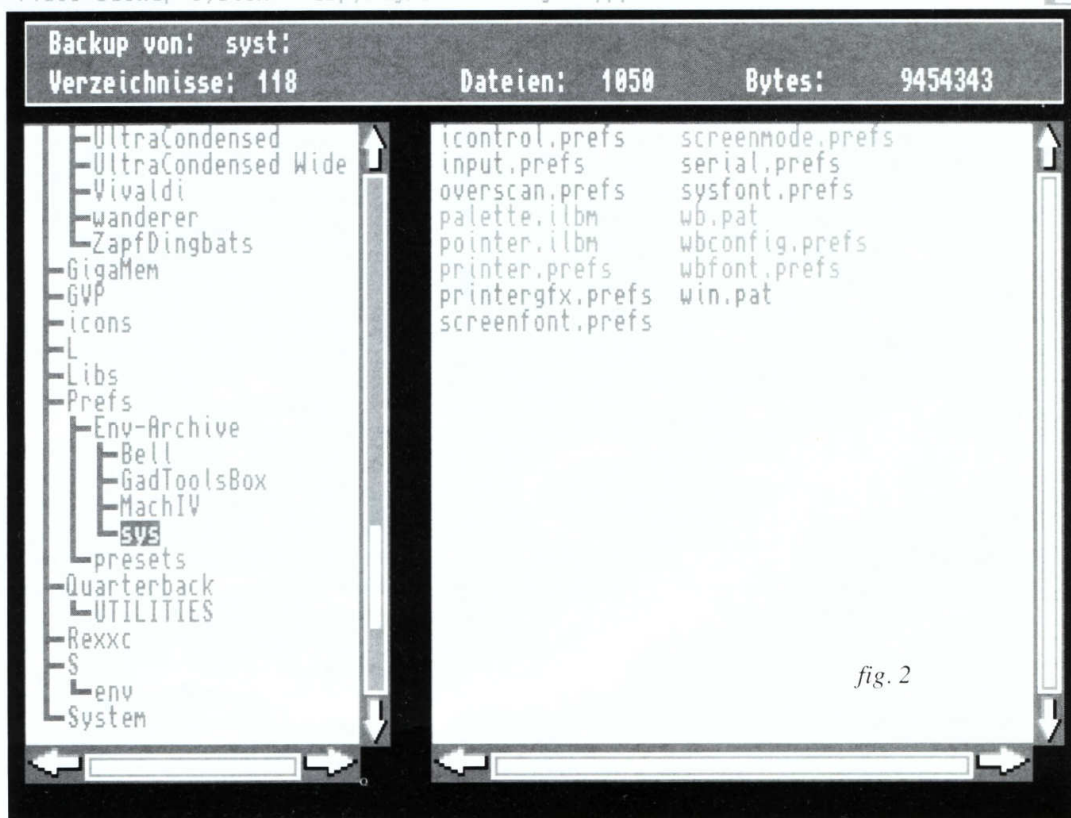 Backup von: syst:
Verzeichnisse: 118 Dateien: 1050 Bytes: 9454343
UltraCondensed
UltraCondensed Wide
Vivaldi
wanderer
ZapfDingbats
GigaMem
GVP
icons
L
Libs
Prefs
Env-Archive
Bell
GadToolsBox
MachIV
sys
presets
Quarterback
UTILITIES
Rexxc
S
env
System
icontrol.prefs screenmode.prefs
input.prefs serial.prefs
overscan.prefs sysfont.prefs
palette.ilbm wb.pat
pointer.ilbm wbconfig.prefs
printer.prefs wbfont.prefs
printergfx.prefs win.pat
screenfont.prefs
fig. 2